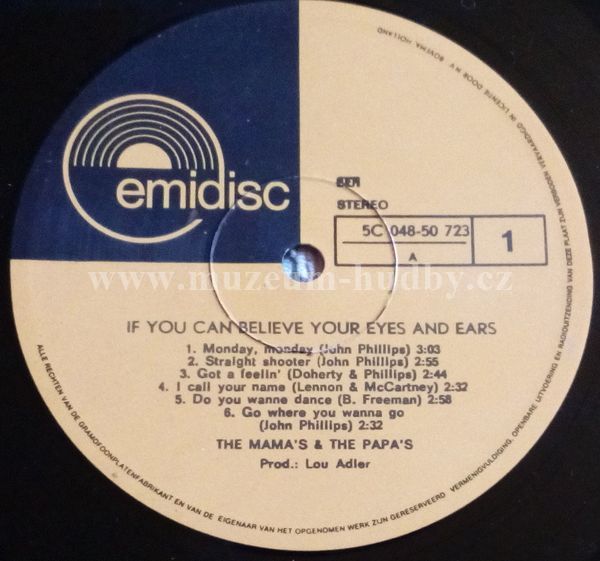 emidisc
STEREO
5C 048-50 723
A
1
www.muzeum-hudby.cz
IF YOU CAN BELIEVE YOUR EYES AND EARS
1. Monday, monday (John Phillips) 3:03
2. Straight shooter (John Phillips) 2:55
3. Got a feelin' (Doherty & Phillips) 2:44
4. I call your name (Lennon & McCartney) 2:32
5. Do you wanne dance (B. Freeman) 2:58
6. Go where you wanna go
(John Phillips) 2:32
THE MAMA'S & THE PAPA'S
Prod.: Lou Adler
ALLE RECHTEN VAN DE GRAMOFOONPLATENFABRIKANT EN VAN DE EIGENAAR VAN HET OPGENOMEN WERK ZIJN GERESERVEERD. VERMENIGVULDIGING, OPENBARE UITVOERING EN RADIOUITZENDING VAN DEZE PLAAT ZIJN VERBODEN VERVAARDIGD IN LICENTIE DOOR N.V. BOVEMA HOLLAND